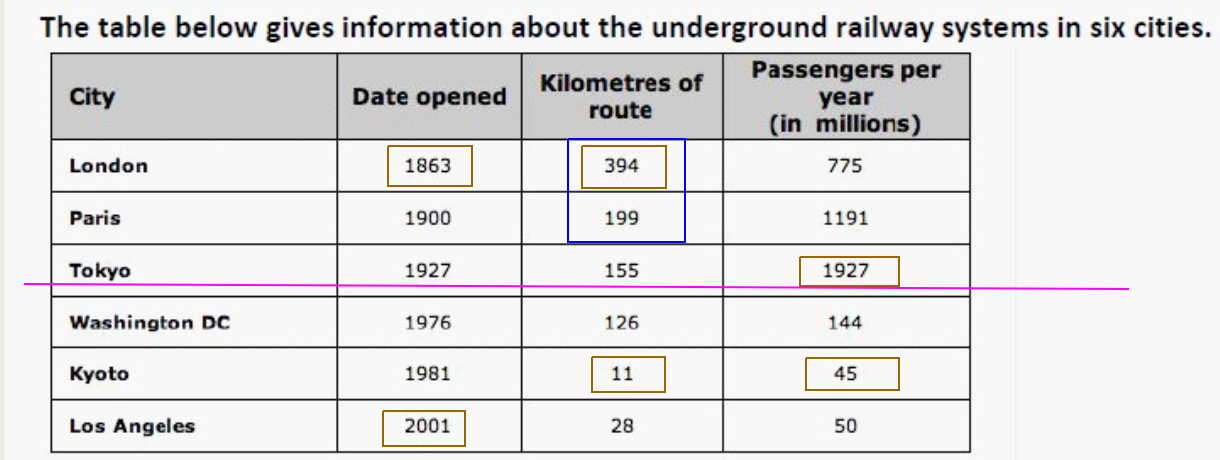 The table below gives information about the underground railway systems in six cities.
City Date opened Kilometres of route Passengers per year (in millions)
London 1863 394 775
Paris 1900 199 1191
Tokyo 1927 155 1927
Washington DC 1976 126 144
Kyoto 1981 11 45
Los Angeles 2001 28 50